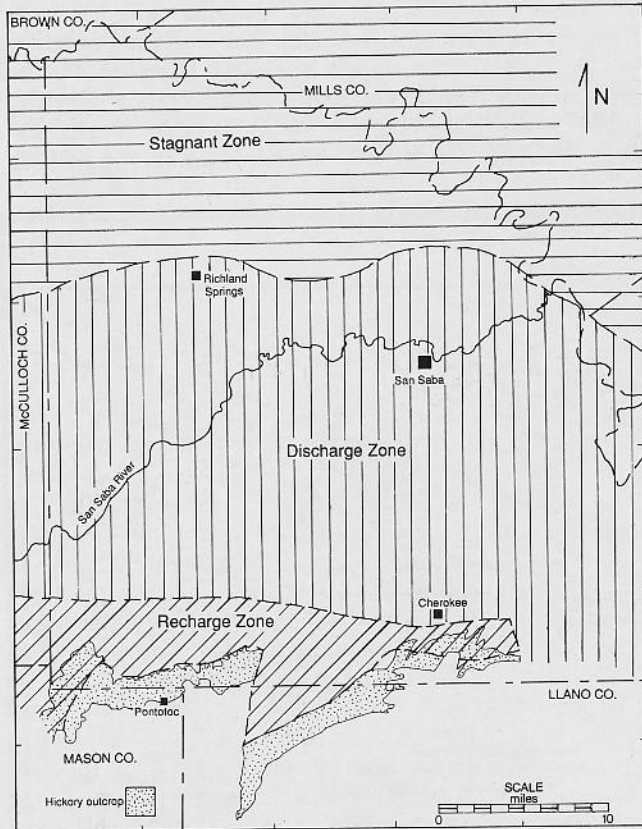 BROWN CO.
MILLS CO.
N
Stagnant Zone
Richland
Springs
McCULLOCH CO.
San Saba
Discharge Zone
San Saba River
Cherokee
Recharge Zone
LLANO CO.
Pontotoc
MASON CO.
Hickory outcrop
SCALE
miles
0
10